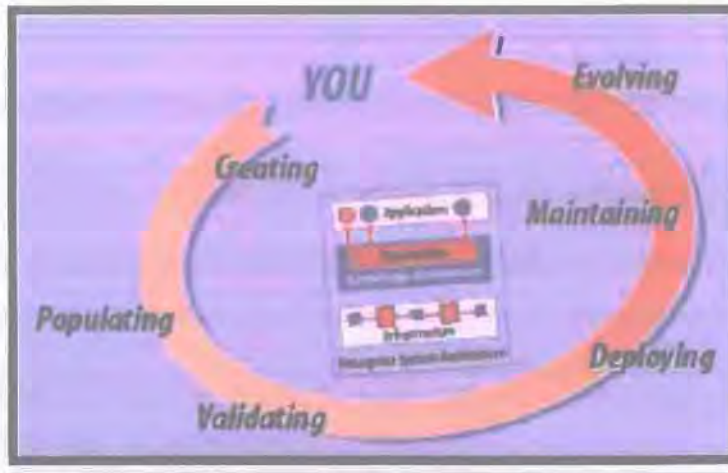 YOU
Creating
Populating
Validating
Deploying
Maintaining
Evolving
Applications
Infrastructure